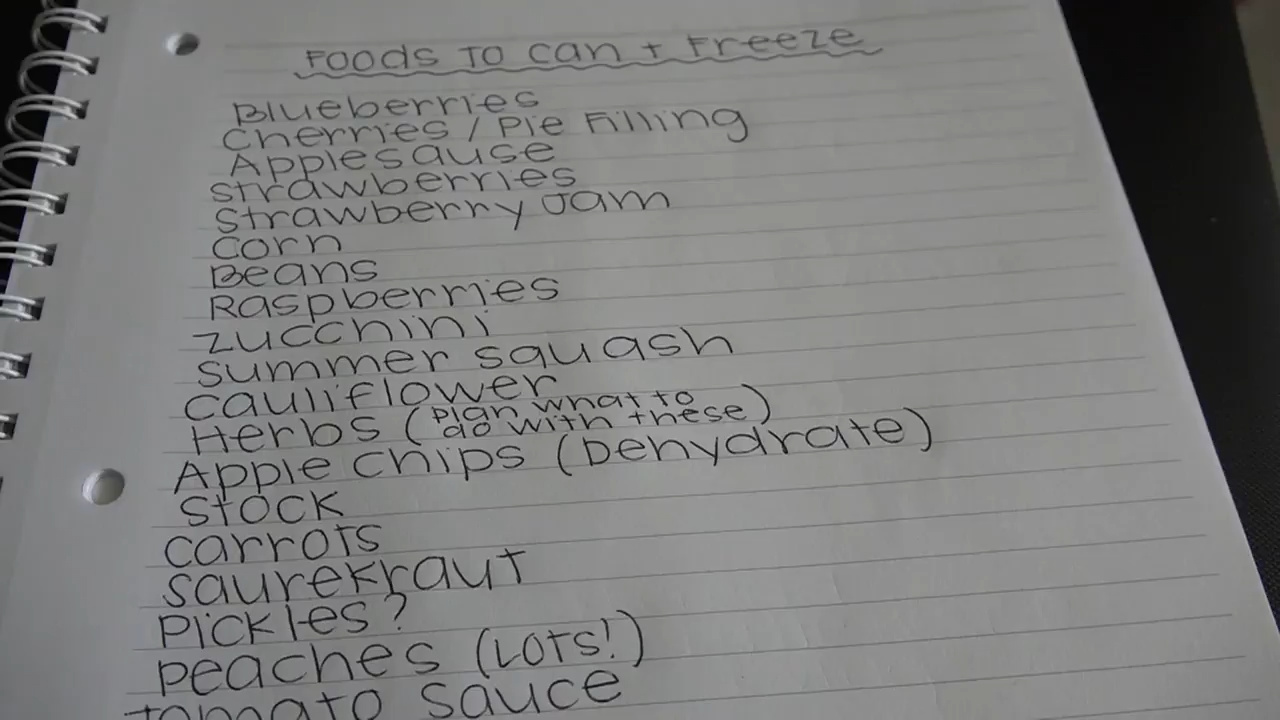 Foods To Can + Freeze
Blueberries
Cherries / Pie Filling
Applesause
Strawberries
Strawberry Jam
Corn
Beans
Raspberries
Zucchini
Summer squash
Cauliflower
Herbs (Plan what to do with these)
Apple Chips (Dehydrate)
Stock
Carrots
Saurekraut
Pickles?
Peaches (Lots!)
Tomato Sauce